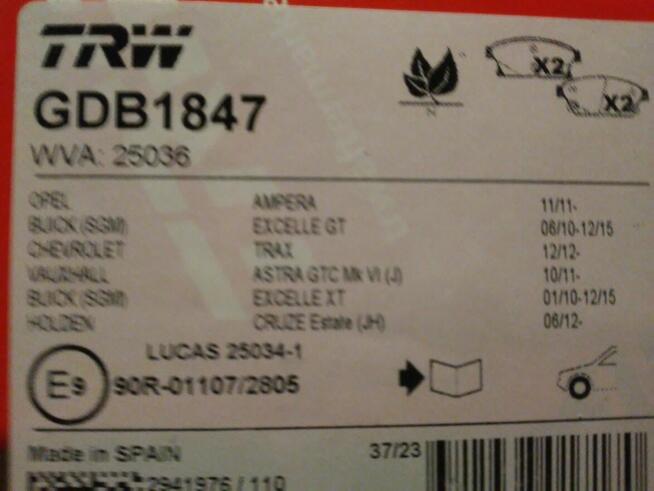 TRW
GDB1847
X2
X2
WVA: 25036
OPEL AMPERA 11/11-
BUICK (SGM) EXCELLE GT 06/10-12/15
CHEVROLET TRAX 12/12-
VAUXHALL ASTRA GTC Mk VI (J) 10/11-
BUICK (SGM) EXCELLE XT 01/10-12/15
HOLDEN CRUZE Estate (JH) 06/12-
LUCAS 25034-1
E9 90R-01107/2805
Made in SPAIN 37/23
2941976 / 110